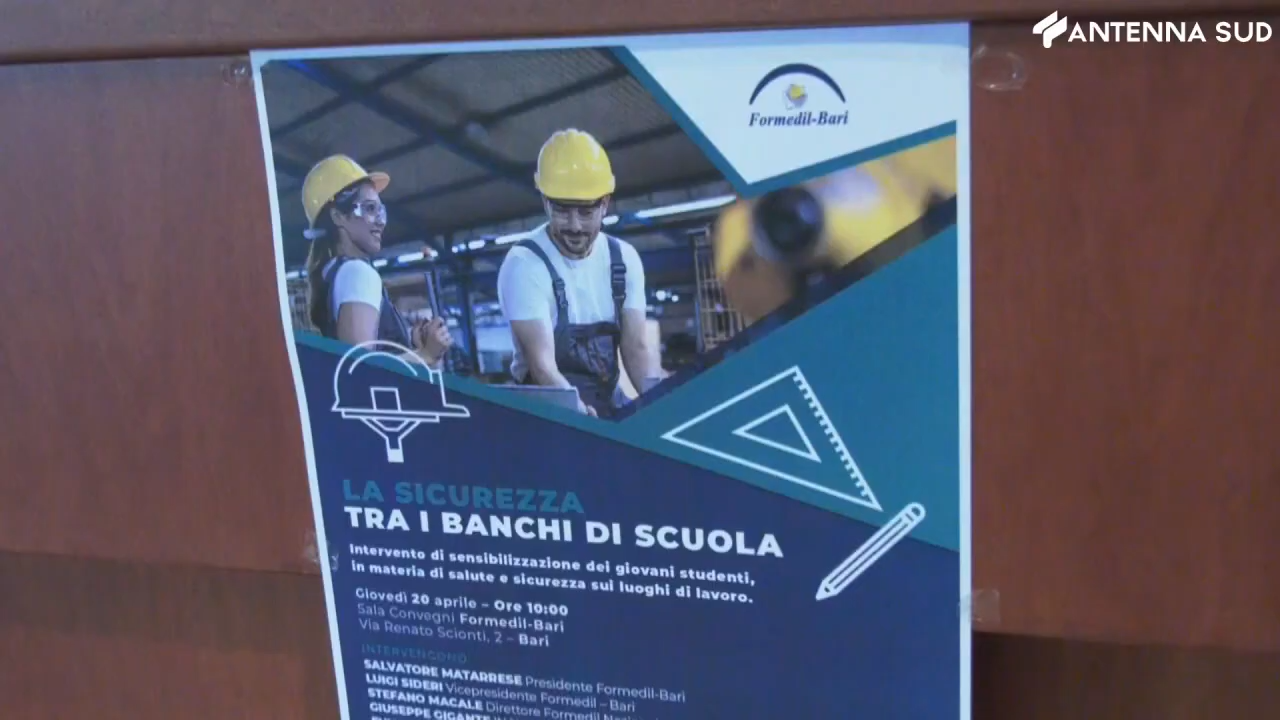 ANTENNA SUD
Formedil-Bari
LA SICUREZZA
TRA I BANCHI DI SCUOLA
Intervento di sensibilizzazione dei giovani studenti,
in materia di salute e sicurezza sui luoghi di lavoro.
Giovedì 20 aprile – Ore 10:00
Sala Convegni Formedil-Bari
Via Renato Scionti, 2 – Bari
INTERVENGONO
SALVATORE MATARRESE Presidente Formedil-Bari
LUIGI SIDERI Vicepresidente Formedil – Bari
STEFANO MACALE Direttore Formedil
GIUSEPPE GIGANTE